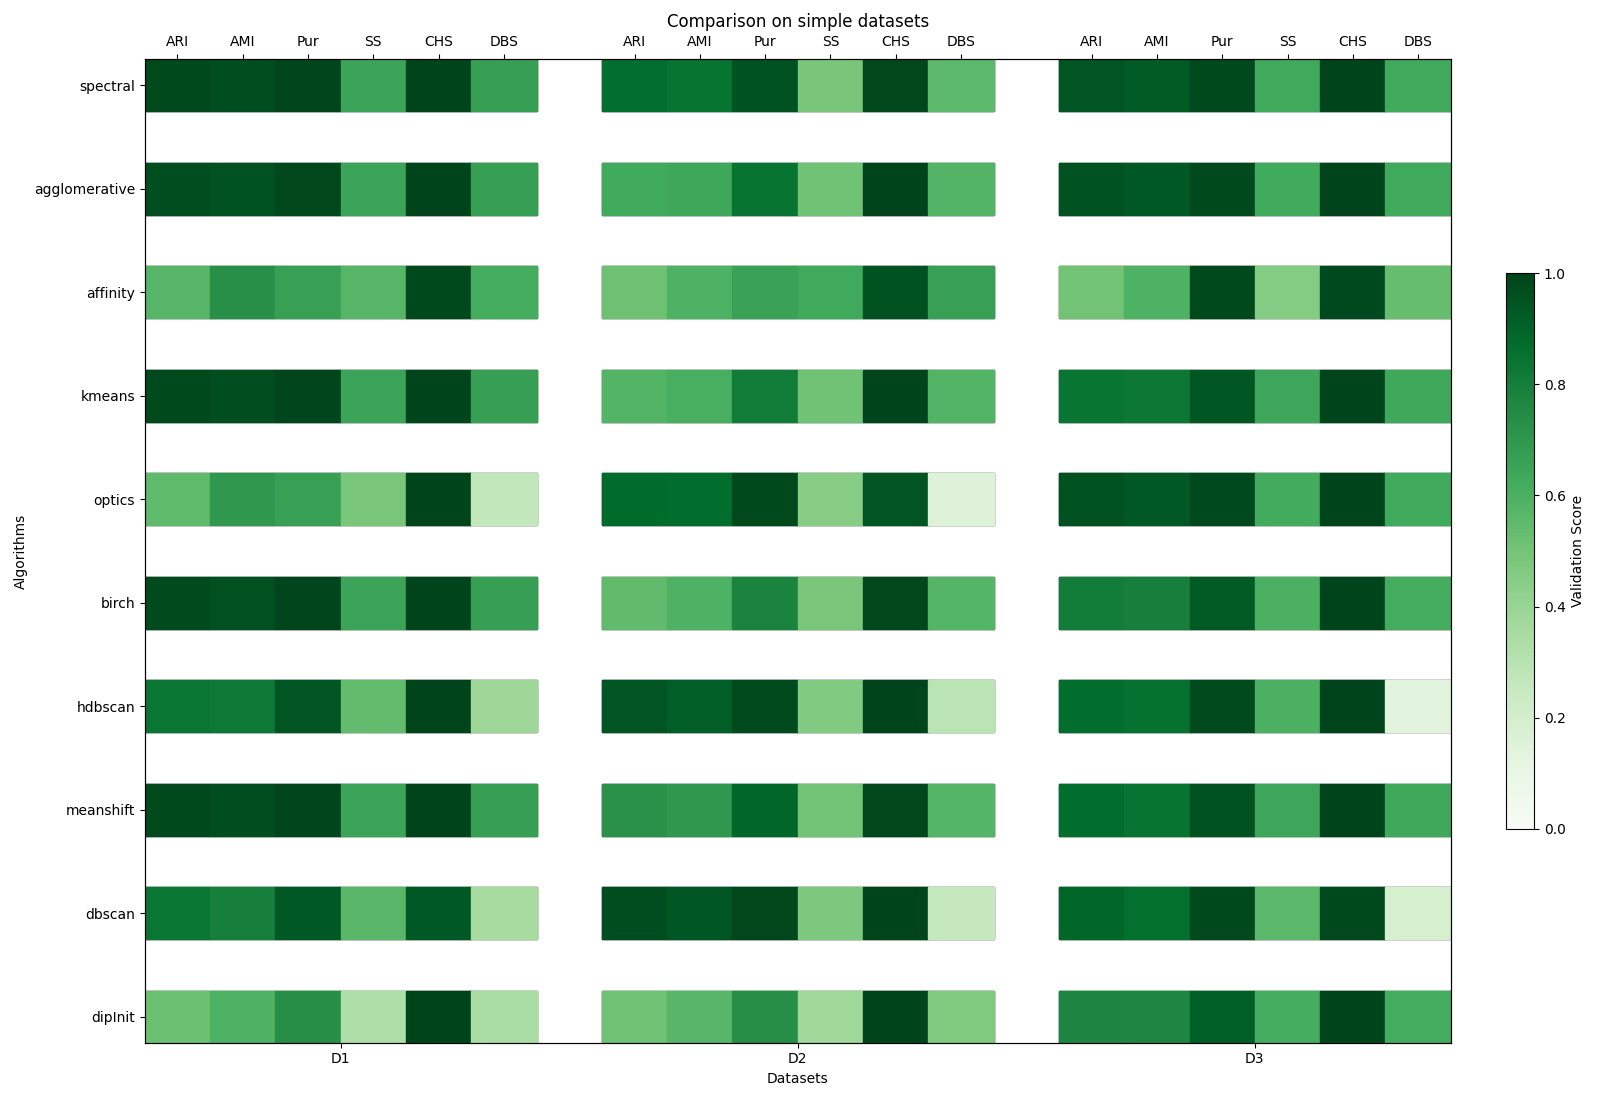 Comparison on simple datasets
ARI AMI Pur SS CHS DBS ARI AMI Pur SS CHS DBS ARI AMI Pur SS CHS DBS
spectral
agglomerative
affinity
kmeans
optics
birch
hdbscan
meanshift
dbscan
dipInit
Algorithms
D1 D2 D3
Datasets
1.0
0.8
0.6
0.4
0.2
0.0
Validation Score